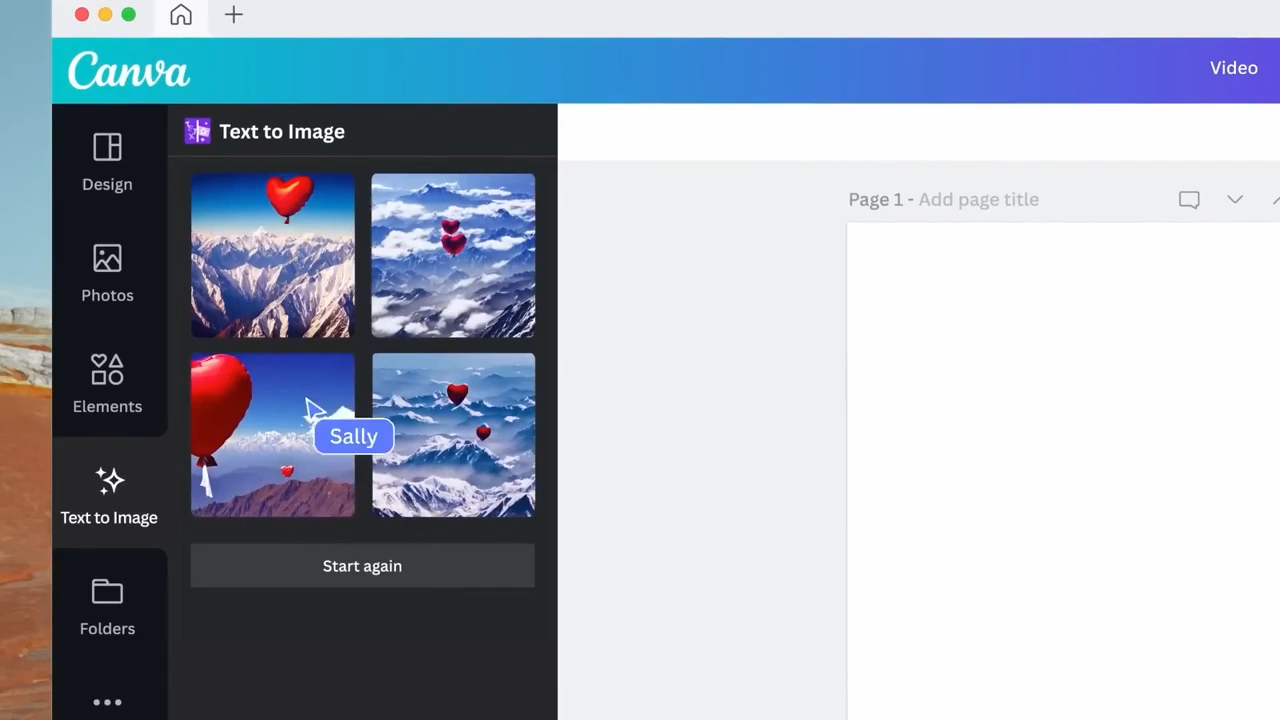 Canva
Video
Text to Image
Design
Photos
Elements
Text to Image
Folders
Sally
Start again
Page 1 - Add page title